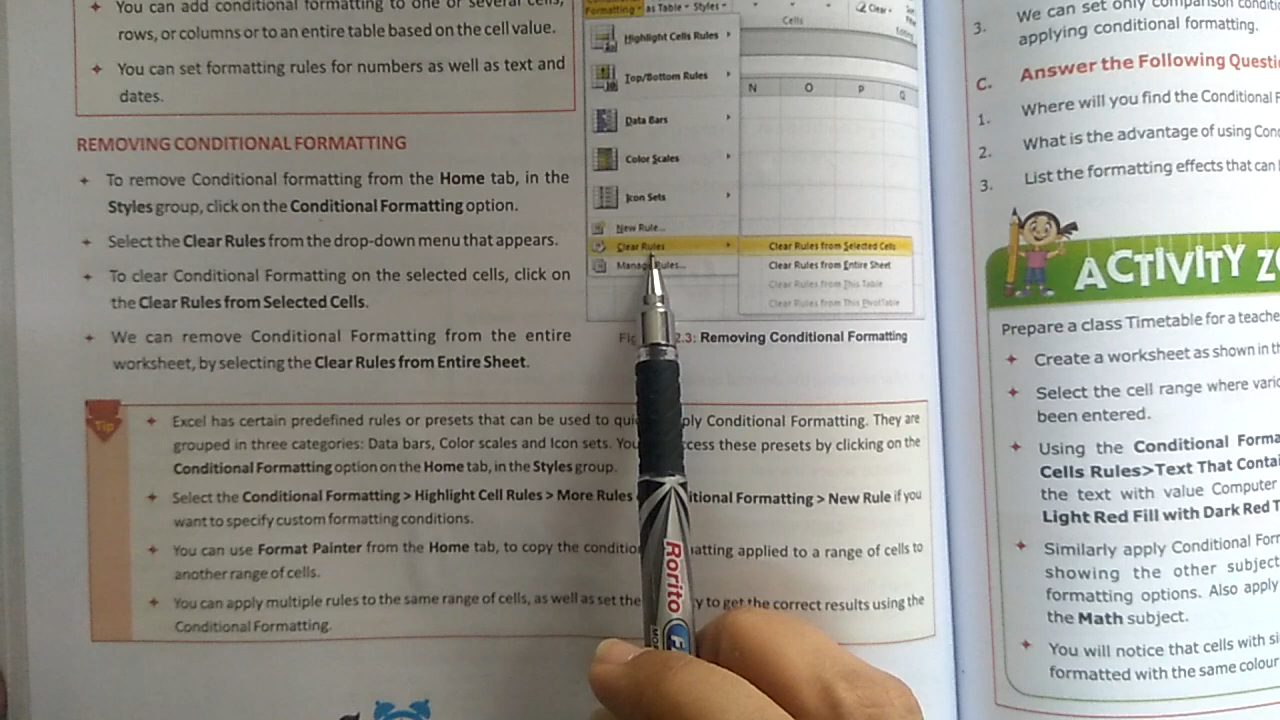 You can add conditional formatting to one or several cells,
rows, or columns or to an entire table based on the cell value.
You can set formatting rules for numbers as well as text and
dates.
REMOVING CONDITIONAL FORMATTING
To remove Conditional formatting from the Home tab, in the
Styles group, click on the Conditional Formatting option.
Select the Clear Rules from the drop-down menu that appears.
To clear Conditional Formatting on the selected cells, click on
the Clear Rules from Selected Cells.
We can remove Conditional Formatting from the entire
worksheet, by selecting the Clear Rules from Entire Sheet.
Formatting as Table Styles
Clear
Cells
Highlight Cells Rules
Top/Bottom Rules
N O P Q
Data Bars
Color Scales
Icon Sets
New Rule...
Clear Rules
Manage Rules...
Clear Rules from Selected Cells
Clear Rules from Entire Sheet
Clear Rules from This Table
Clear Rules from This PivotTable
2.3: Removing Conditional Formatting
Tip
Excel has certain predefined rules or presets that can be used to ply Conditional Formatting. They are
grouped in three categories: Data bars, Color scales and Icon sets. You cess these presets by clicking on the
Conditional Formatting option on the Home tab, in the Styles group.
Select the Conditional Formatting > Highlight Cell Rules > More Rules itional Formatting > New Rule if you
want to specify custom formatting conditions.
You can use Format Painter from the Home tab, to copy the conditio atting applied to a range of cells to
another range of cells.
You can apply multiple rules to the same range of cells, as well as set the y to get the correct results using the
Conditional Formatting.
Rorito
3. We can set only comparison conditi
applying conditional formatting.
C. Answer the Following Questi
1. Where will you find the Conditional F
2. What is the advantage of using Con
3. List the formatting effects that can
ACTIVITY ZO
Prepare a class Timetable for a teache
Create a worksheet as shown in th
Select the cell range where vario
been entered.
Using the Conditional Forma
Cells Rules>Text That Contai
the text with value Computer
Light Red Fill with Dark Red T
Similarly apply Conditional Form
showing the other subject
formatting options. Also apply
the Math subject.
You will notice that cells with si
formatted with the same colour